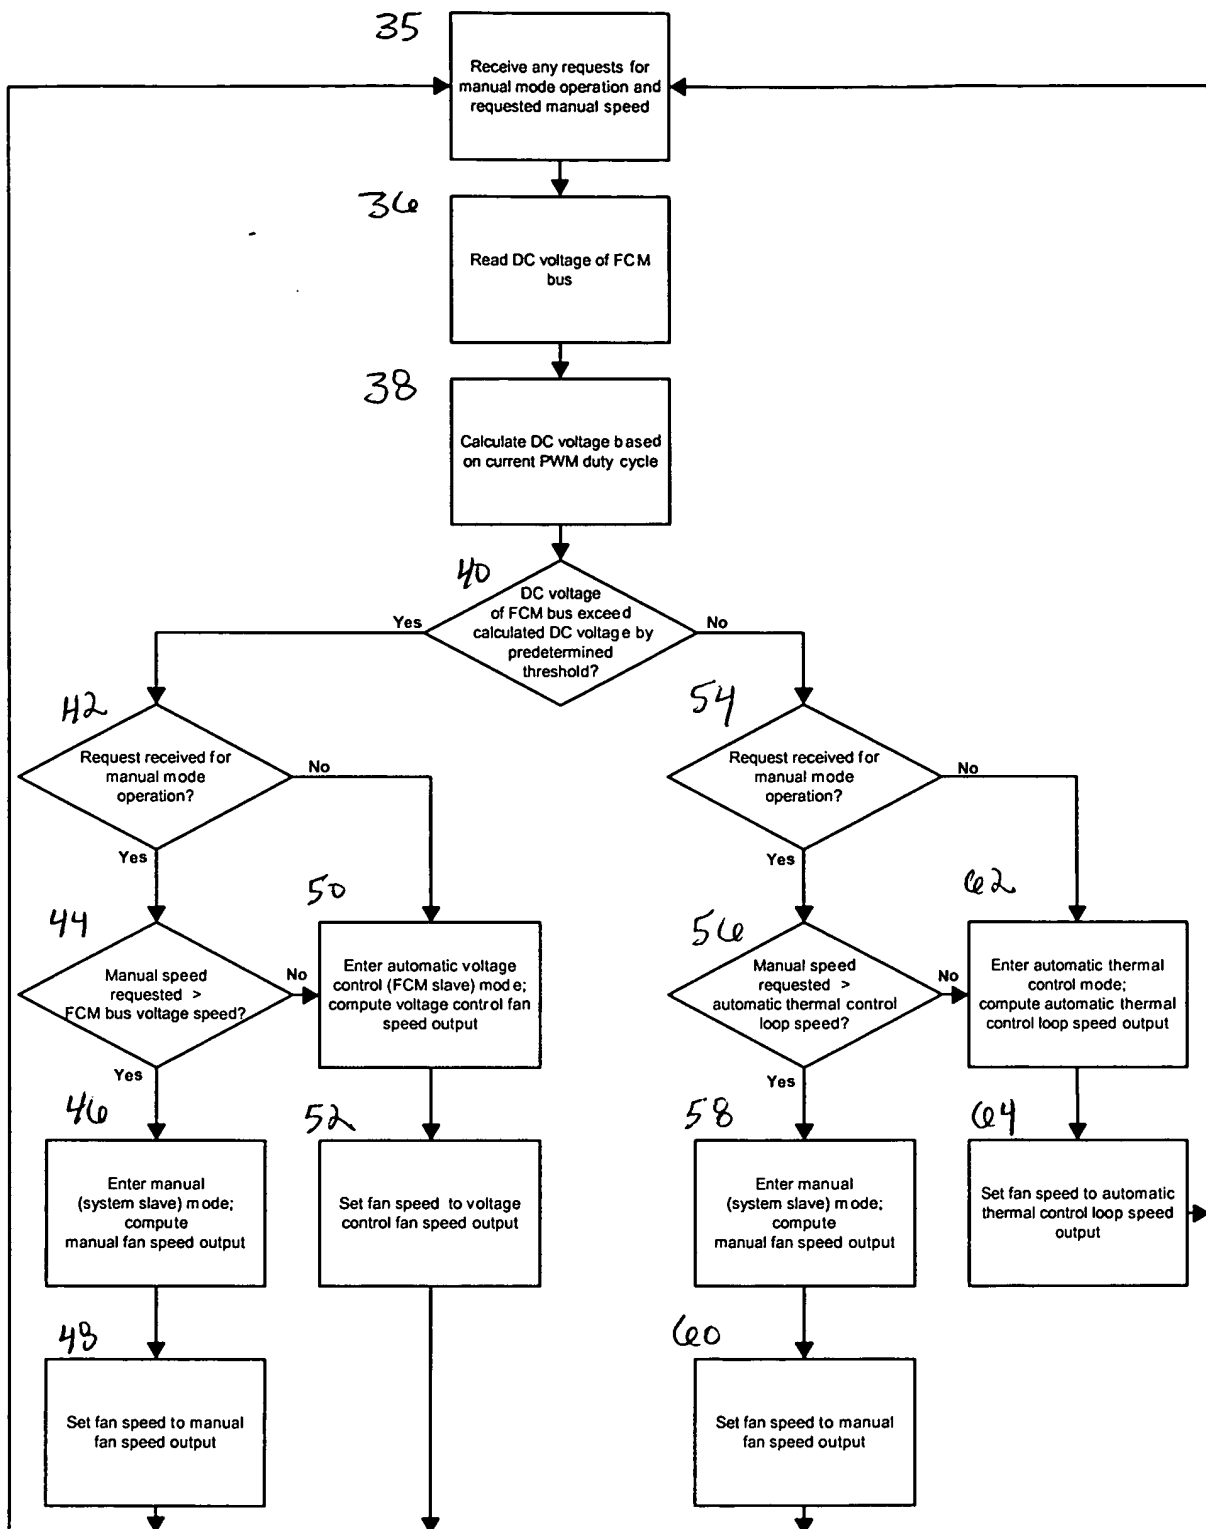 35
Receive any requests for
manual mode operation and
requested manual speed
36
Read DC voltage of FCM
bus
38
Calculate DC voltage based
on current PWM duty cycle
40
DC voltage
of FCM bus exceed
calculated DC voltage by
predetermined
threshold?
Yes
No
42
Request received for
manual mode
operation?
No
Yes
54
Request received for
manual mode
operation?
No
Yes
44
Manual speed
requested >
FCM bus voltage speed?
No
Yes
50
Enter automatic voltage
control (FCM slave) mode;
compute voltage control fan
speed output
56
Manual speed
requested >
automatic thermal control
loop speed?
No
Yes
62
Enter automatic thermal
control mode;
compute automatic thermal
control loop speed output
46
Enter manual
(system slave) mode;
compute
manual fan speed output
52
Set fan speed to voltage
control fan speed output
58
Enter manual
(system slave) mode;
compute
manual fan speed output
64
Set fan speed to automatic
thermal control loop speed
output
48
Set fan speed to manual
fan speed output
60
Set fan speed to manual
fan speed output